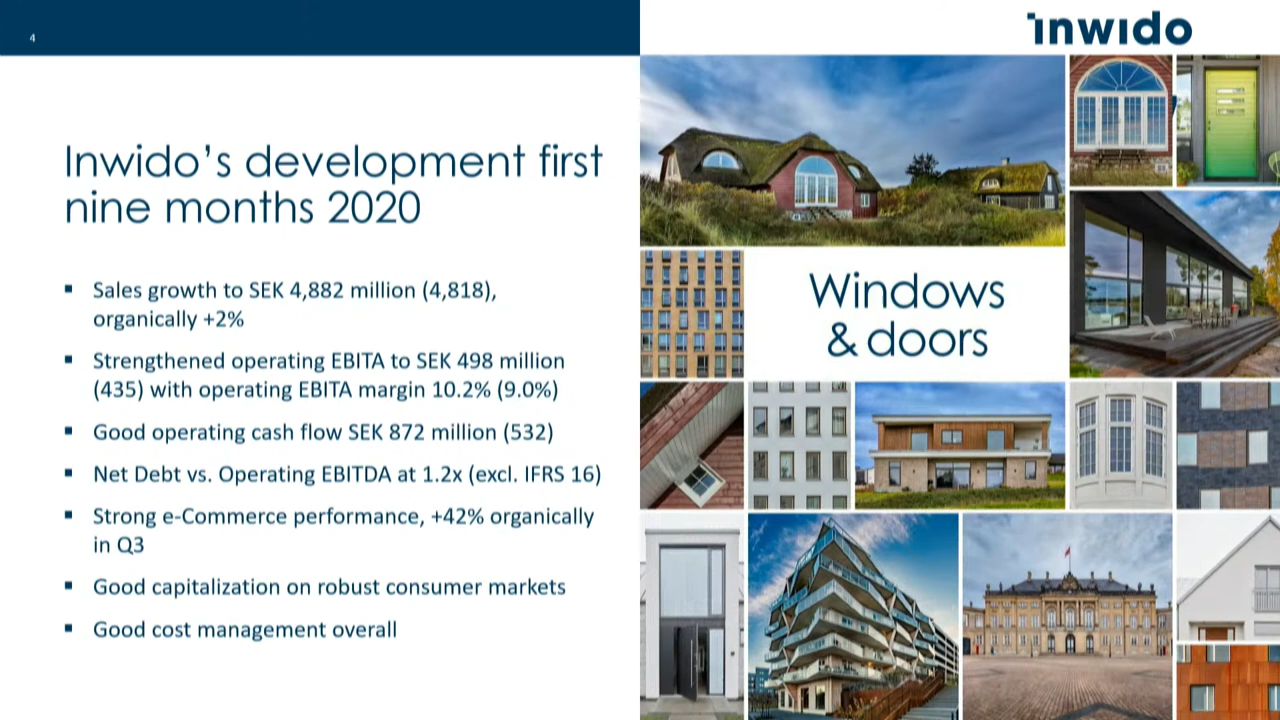 4
inwido
Inwido's development first
nine months 2020
▪ Sales growth to SEK 4,882 million (4,818),
organically +2%
▪ Strengthened operating EBITA to SEK 498 million
(435) with operating EBITA margin 10.2% (9.0%)
▪ Good operating cash flow SEK 872 million (532)
▪ Net Debt vs. Operating EBITDA at 1.2x (excl. IFRS 16)
▪ Strong e-Commerce performance, +42% organically
in Q3
▪ Good capitalization on robust consumer markets
▪ Good cost management overall
Windows
& doors